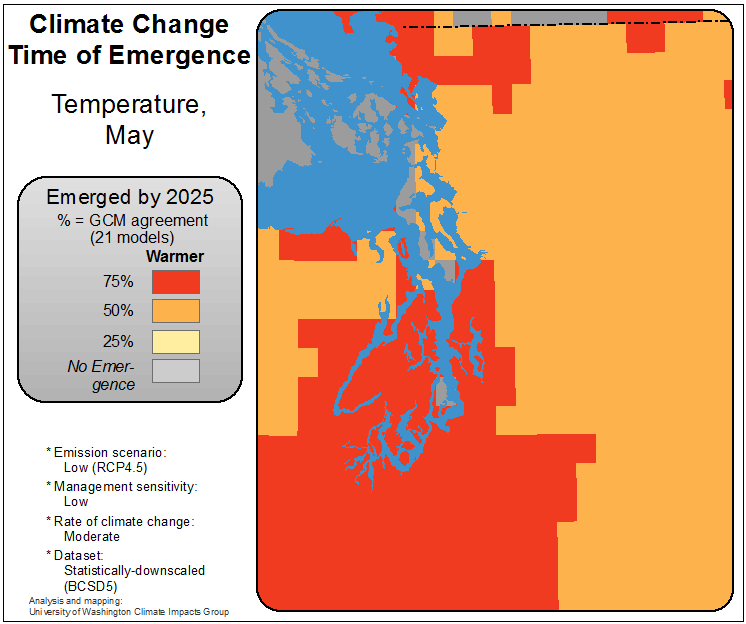 Climate Change
Time of Emergence
Temperature,
May
Emerged by 2025
% = GCM agreement
(21 models)
Warmer
75%
50%
25%
No Emer-
gence
* Emission scenario:
Low (RCP4.5)
* Management sensitivity:
Low
* Rate of climate change:
Moderate
* Dataset:
Statistically-downscaled
(BCSD5)
Analysis and mapping:
University of Washington Climate Impacts Group